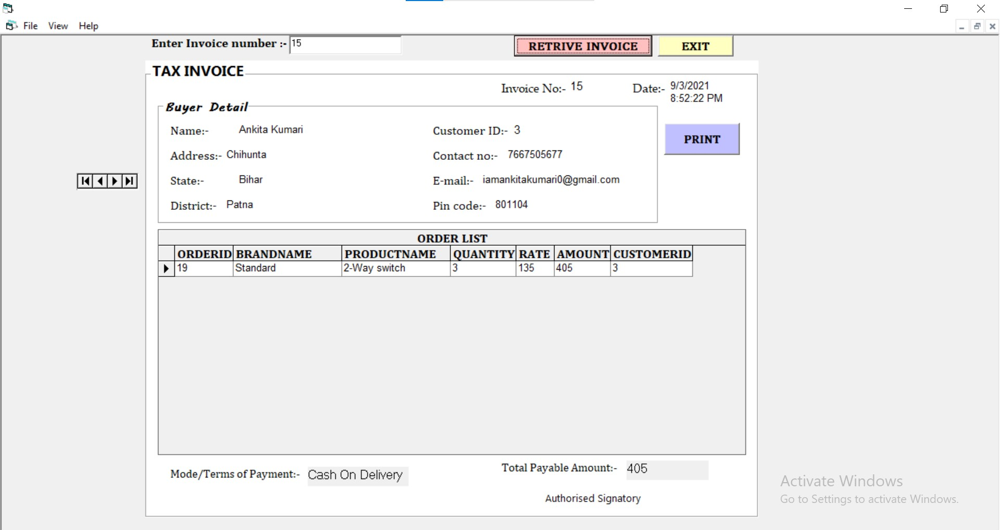 File View Help
Enter Invoice number :- 15 RETRIVE INVOICE EXIT
TAX INVOICE
Invoice No:- 15 Date:- 9/3/2021
8:52:22 PM
Buyer Detail
Name:- Ankita Kumari Customer ID:- 3
PRINT
Address:- Chihunta Contact no:- 7667505677
State:- Bihar E-mail:- iamankitakumari0@gmail.com
District:- Patna Pin code:- 801104
ORDER LIST
ORDERID BRANDNAME PRODUCTNAME QUANTITY RATE AMOUNT CUSTOMERID
19 Standard 2-Way switch 3 135 405 3
Mode/Terms of Payment:- Cash On Delivery Total Payable Amount:- 405
Authorised Signatory
Activate Windows
Go to Settings to activate Windows.